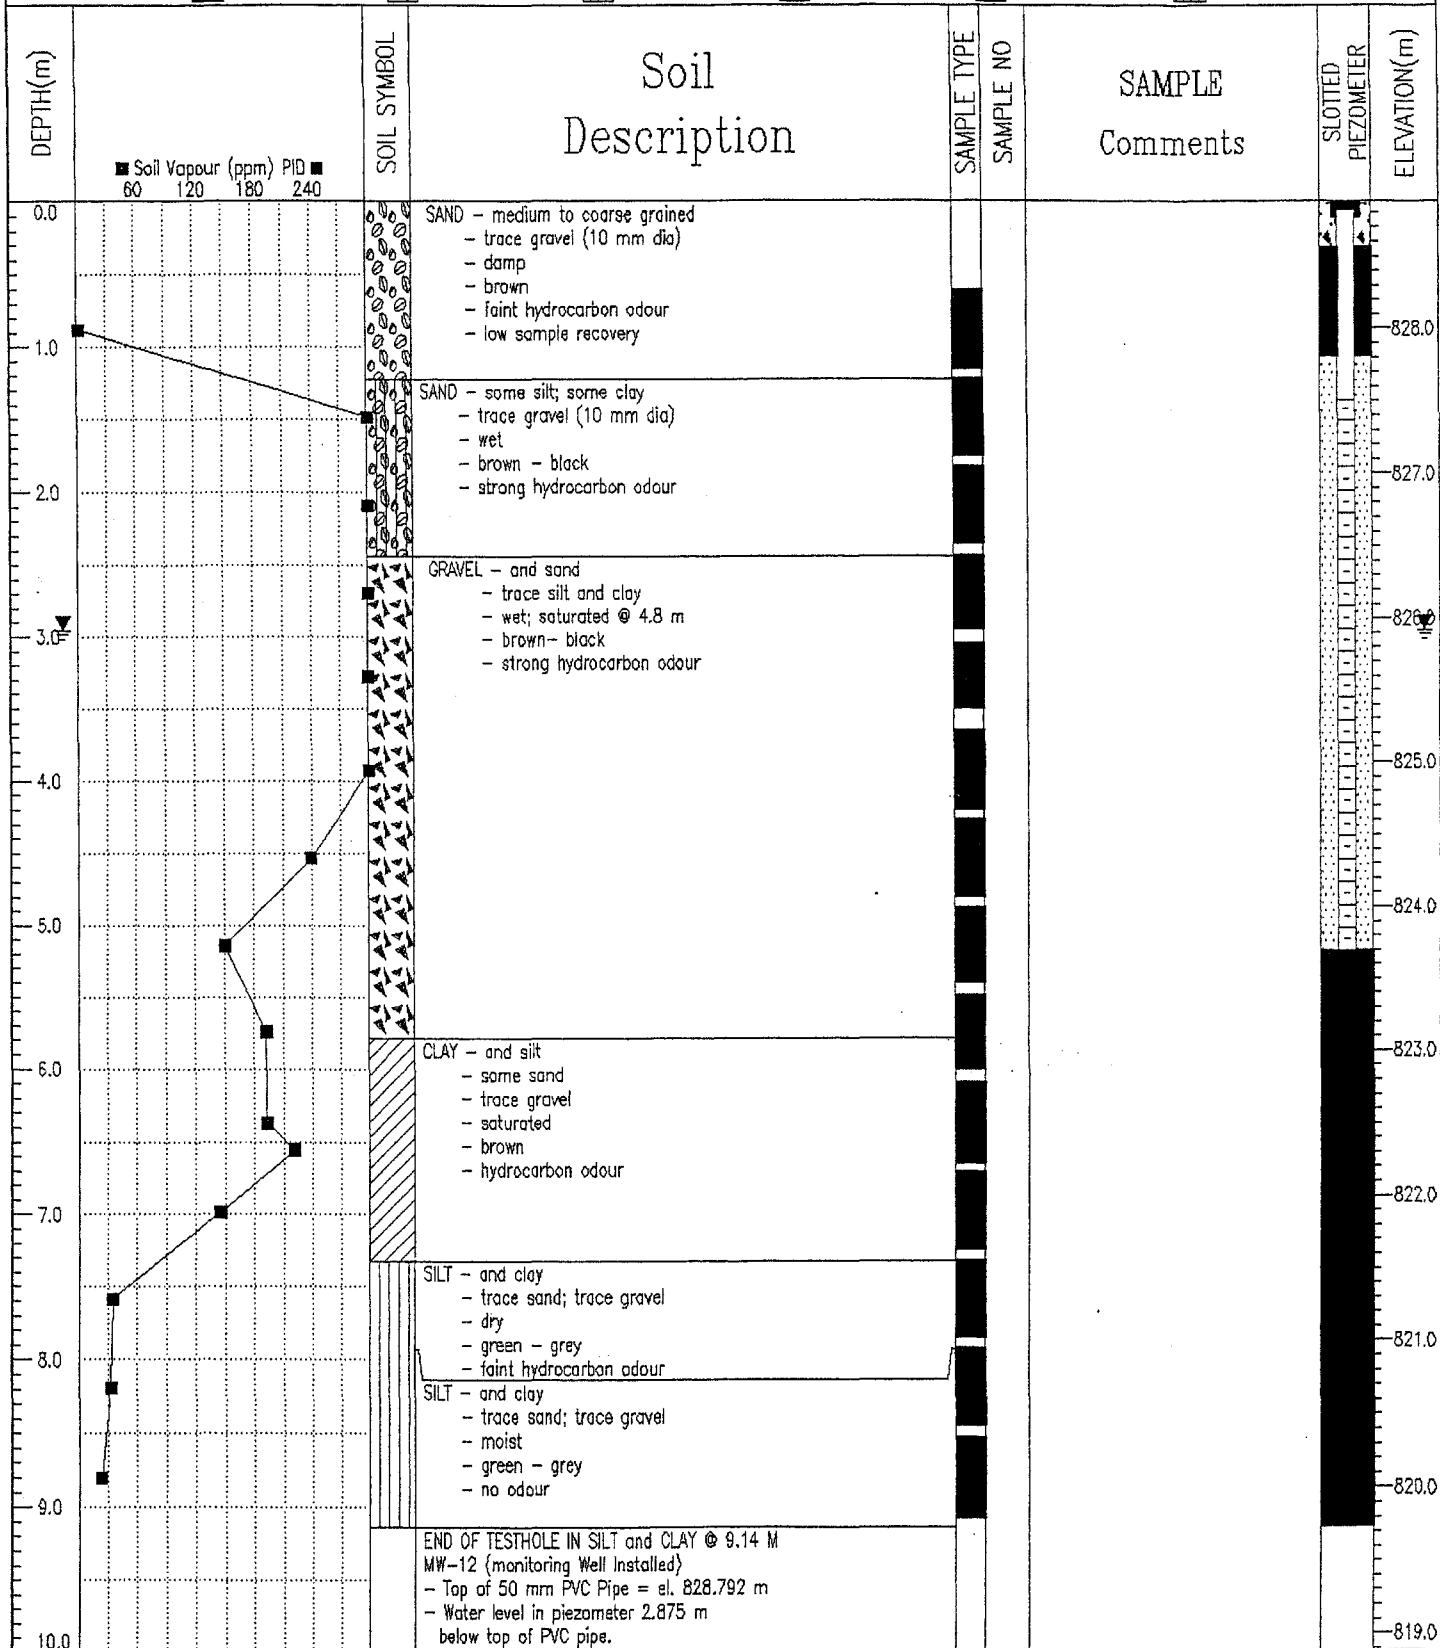 DEPTH(m)
■ Soil Vapour (ppm) PID ■
60 120 180 240
SOIL SYMBOL
Soil
Description
SAMPLE TYPE
SAMPLE NO
SAMPLE
Comments
SLOTTED
PIEZOMETER
ELEVATION(m)
0.0
1.0
2.0
3.0
4.0
5.0
6.0
7.0
8.0
9.0
10.0
SAND - medium to coarse grained
- trace gravel (10 mm dia)
- damp
- brown
- faint hydrocarbon odour
- low sample recovery
SAND - some silt; some clay
- trace gravel (10 mm dia)
- wet
- brown - black
- strong hydrocarbon odour
GRAVEL - and sand
- trace silt and clay
- wet; saturated @ 4.8 m
- brown- black
- strong hydrocarbon odour
CLAY - and silt
- some sand
- trace gravel
- saturated
- brown
- hydrocarbon odour
SILT - and clay
- trace sand; trace gravel
- dry
- green - grey
- faint hydrocarbon odour
SILT - and clay
- trace sand; trace gravel
- moist
- green - grey
- no odour
END OF TESTHOLE IN SILT and CLAY @ 9.14 M
MW-12 (monitoring Well Installed)
- Top of 50 mm PVC Pipe = el. 828.792 m
- Water level in piezometer 2.875 m
below top of PVC pipe.
828.0
827.0
826.0
825.0
824.0
823.0
822.0
821.0
820.0
819.0